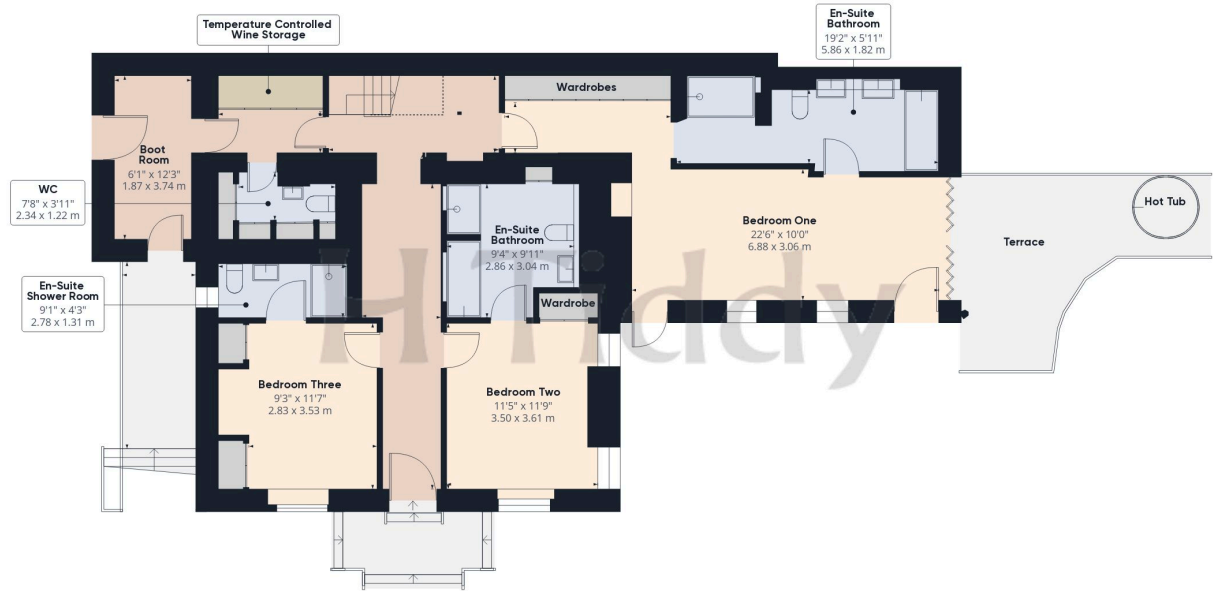 Temperature Controlled
Wine Storage
En-Suite
Bathroom
19'2" x 5'11"
5.86 x 1.82 m
Wardrobes
Boot
Room
6'1" x 12'3"
1.87 x 3.74 m
WC
7'8" x 3'11"
2.34 x 1.22 m
En-Suite
Bathroom
9'4" x 9'11"
2.86 x 3.04 m
Bedroom One
22'6" x 10'0"
6.88 x 3.06 m
Hot Tub
Terrace
En-Suite
Shower Room
9'1" x 4'3"
2.78 x 1.31 m
Wardrobe
H Tiddy
Bedroom Three
9'3" x 11'7"
2.83 x 3.53 m
Bedroom Two
11'5" x 11'9"
3.50 x 3.61 m